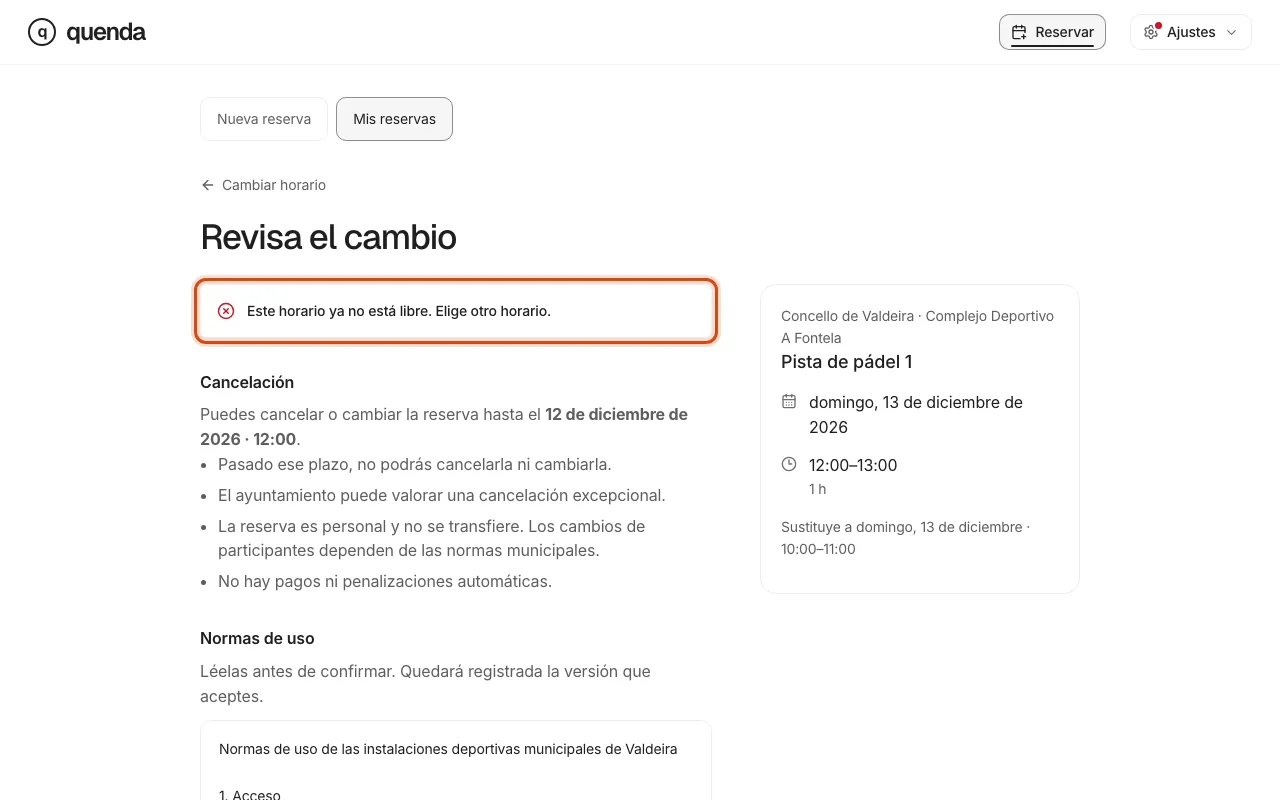 q quenda
Reservar
Ajustes
Nueva reserva
Mis reservas
Cambiar horario
Revisa el cambio
Este horario ya no está libre. Elige otro horario.
Cancelación
Puedes cancelar o cambiar la reserva hasta el 12 de diciembre de
2026 · 12:00.
• Pasado ese plazo, no podrás cancelarla ni cambiarla.
• El ayuntamiento puede valorar una cancelación excepcional.
• La reserva es personal y no se transfiere. Los cambios de
participantes dependen de las normas municipales.
• No hay pagos ni penalizaciones automáticas.
Normas de uso
Léelas antes de confirmar. Quedará registrada la versión que
aceptes.
Normas de uso de las instalaciones deportivas municipales de Valdeira
1. Acceso
Concello de Valdeira · Complejo Deportivo
A Fontela
Pista de pádel 1
domingo, 13 de diciembre de
2026
12:00–13:00
1 h
Sustituye a domingo, 13 de diciembre ·
10:00–11:00